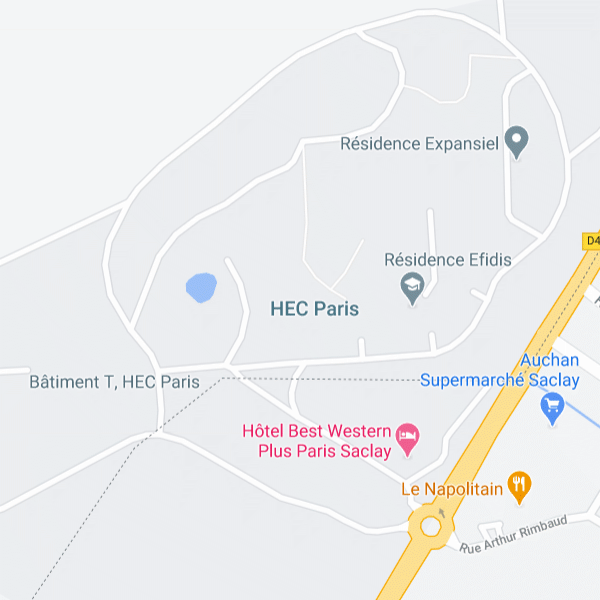 Résidence Expansiel
D4
Résidence Efidis
HEC Paris
Auchan
Supermarché Saclay
Bâtiment T, HEC Paris
Hôtel Best Western
Plus Paris Saclay
Le Napolitain
Rue Arthur Rimbaud